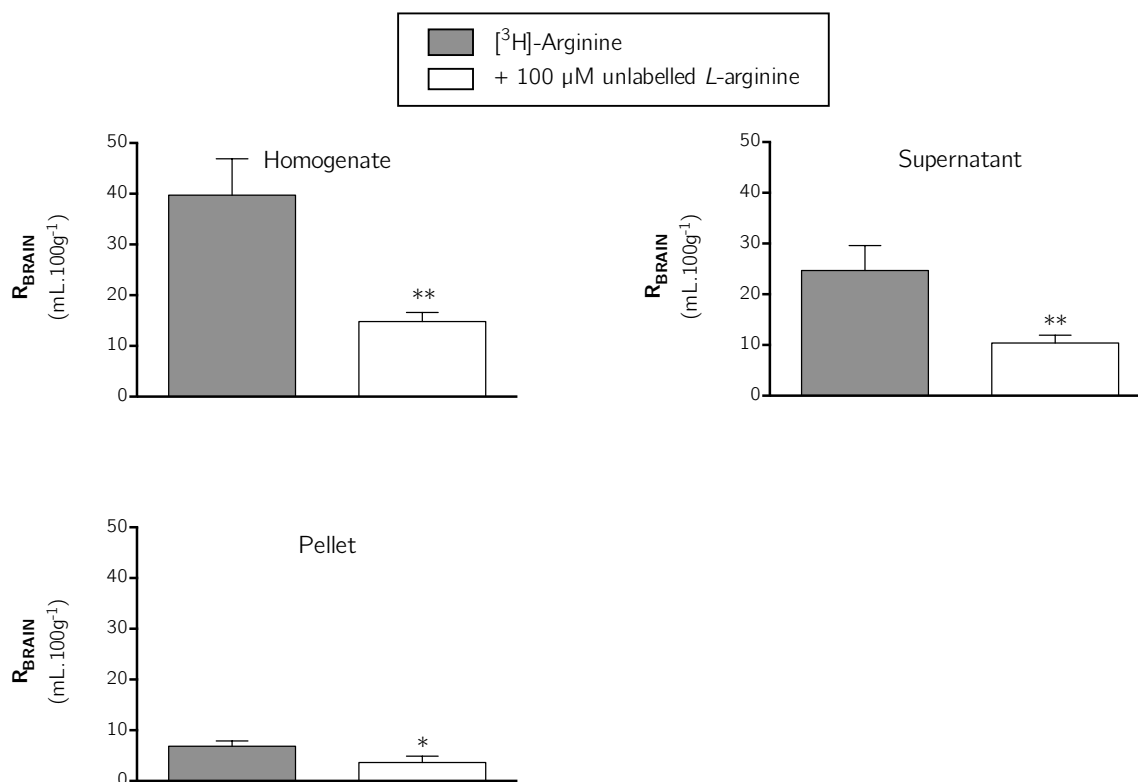 [³H]-Arginine
+ 100 µM unlabelled L-arginine
Homogenate
R_BRAIN
(mL.100g⁻¹)
50
40
30
20
10
0
**
Supernatant
R_BRAIN
(mL.100g⁻¹)
50
40
30
20
10
0
**
Pellet
R_BRAIN
(mL.100g⁻¹)
50
40
30
20
10
0
*